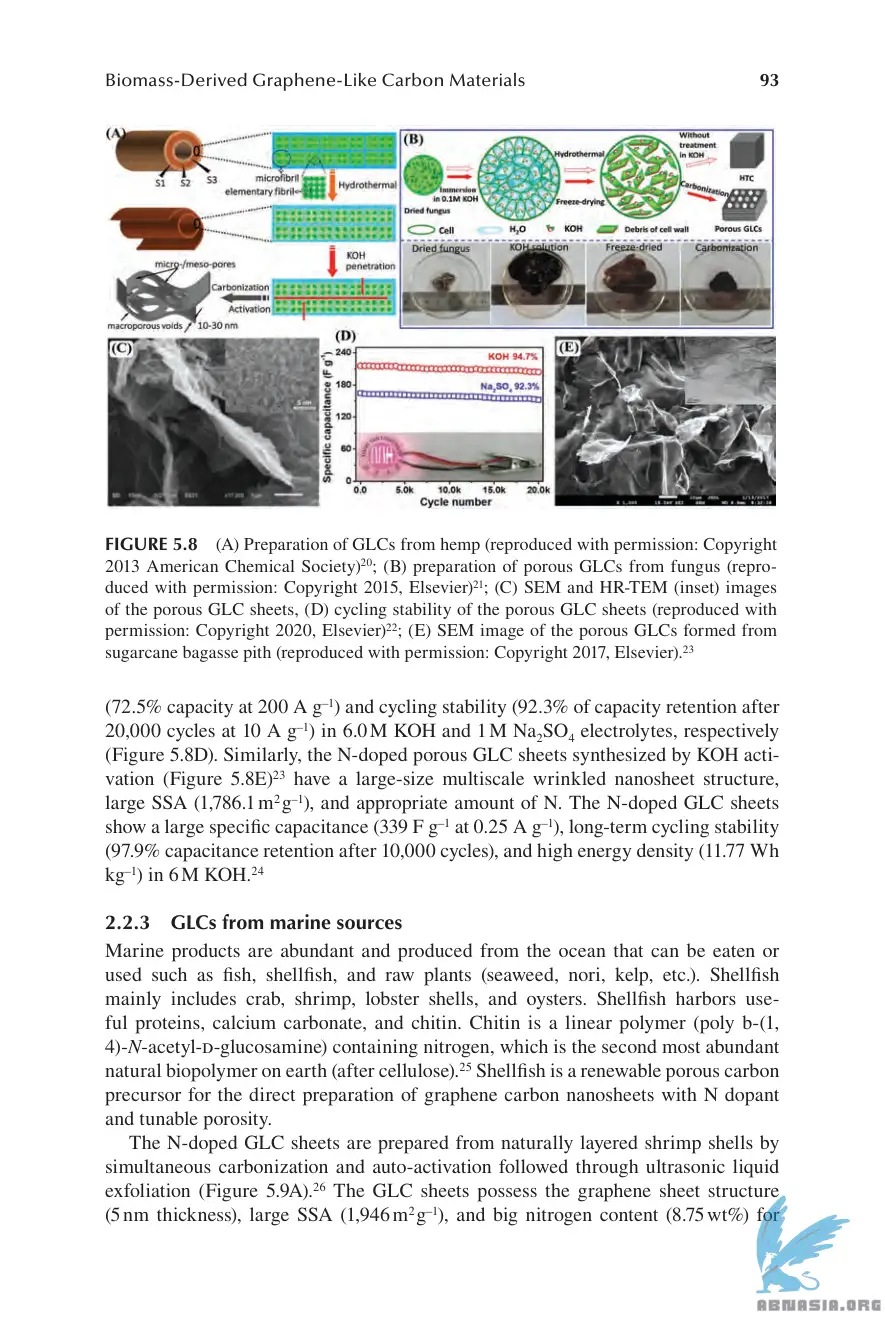 Biomass-Derived Graphene-Like Carbon Materials 93
(A)
S1 S2 S3
microfibril
elementary fibril
Hydrothermal
KOH
penetration
micro-/meso-pores
Carbonization
Activation
macroporous voids
10-30 nm
(B)
Dried fungus
Immersion
in 0.1M KOH
Hydrothermal
Freeze-drying
Without
treatment
in KOH
HTC
Carbonization
Porous GLCs
Cell H2O KOH Debris of cell wall
Dried fungus KOH solution Freeze-dried Carbonization
(C)
5 nm
(D)
Specific capacitance (F g-1)
240
180
120
60
0
KOH 94.7%
Na2SO4 92.3%
0.0 5.0k 10.0k 15.0k 20.0k
Cycle number
(E)
FIGURE 5.8 (A) Preparation of GLCs from hemp (reproduced with permission: Copyright
2013 American Chemical Society)20; (B) preparation of porous GLCs from fungus (repro-
duced with permission: Copyright 2015, Elsevier)21; (C) SEM and HR-TEM (inset) images
of the porous GLC sheets, (D) cycling stability of the porous GLC sheets (reproduced with
permission: Copyright 2020, Elsevier)22; (E) SEM image of the porous GLCs formed from
sugarcane bagasse pith (reproduced with permission: Copyright 2017, Elsevier).23
(72.5% capacity at 200 A g–1) and cycling stability (92.3% of capacity retention after
20,000 cycles at 10 A g–1) in 6.0 M KOH and 1 M Na2SO4 electrolytes, respectively
(Figure 5.8D). Similarly, the N-doped porous GLC sheets synthesized by KOH acti-
vation (Figure 5.8E)23 have a large-size multiscale wrinkled nanosheet structure,
large SSA (1,786.1 m2 g–1), and appropriate amount of N. The N-doped GLC sheets
show a large specific capacitance (339 F g–1 at 0.25 A g–1), long-term cycling stability
(97.9% capacitance retention after 10,000 cycles), and high energy density (11.77 Wh
kg–1) in 6 M KOH.24
2.2.3 GLCs from marine sources
Marine products are abundant and produced from the ocean that can be eaten or
used such as fish, shellfish, and raw plants (seaweed, nori, kelp, etc.). Shellfish
mainly includes crab, shrimp, lobster shells, and oysters. Shellfish harbors use-
ful proteins, calcium carbonate, and chitin. Chitin is a linear polymer (poly b-(1,
4)-N-acetyl-D-glucosamine) containing nitrogen, which is the second most abundant
natural biopolymer on earth (after cellulose).25 Shellfish is a renewable porous carbon
precursor for the direct preparation of graphene carbon nanosheets with N dopant
and tunable porosity.
The N-doped GLC sheets are prepared from naturally layered shrimp shells by
simultaneous carbonization and auto-activation followed through ultrasonic liquid
exfoliation (Figure 5.9A).26 The GLC sheets possess the graphene sheet structure
(5 nm thickness), large SSA (1,946 m2 g–1), and big nitrogen content (8.75 wt%) for
ABNASIA.ORG